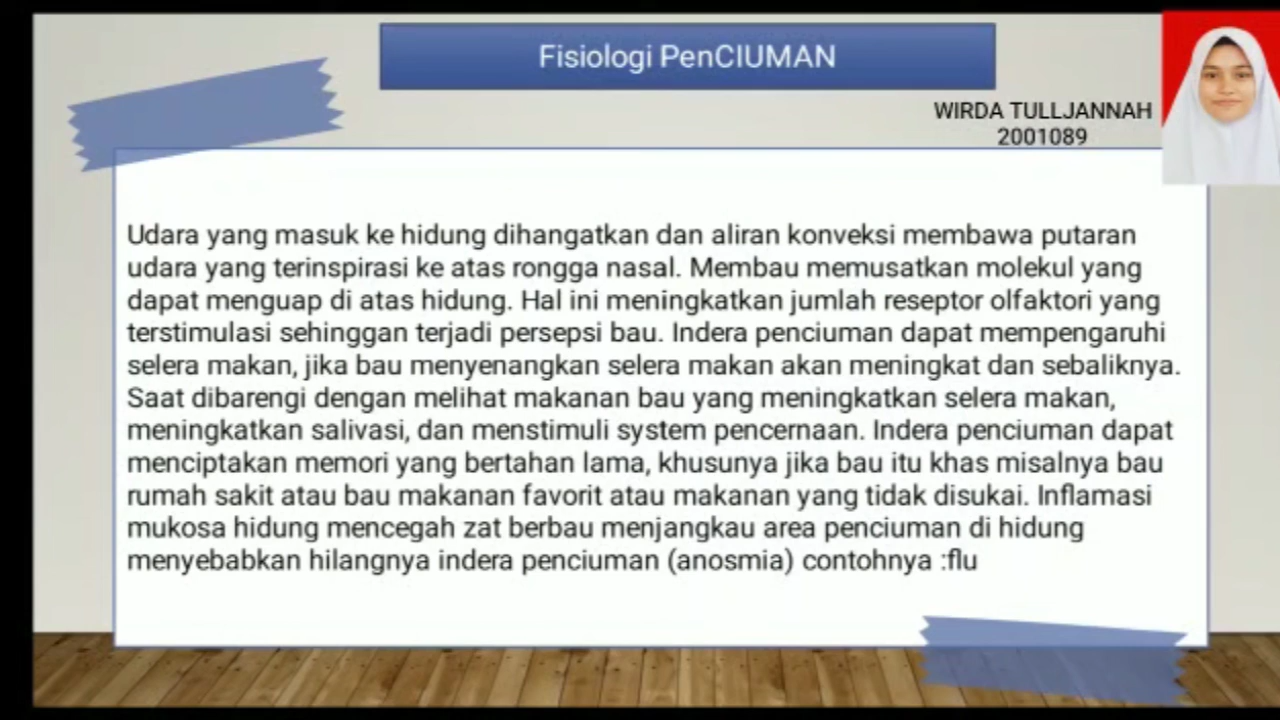 Fisiologi PenCIUMAN
WIRDA TULLJANNAH
2001089
Udara yang masuk ke hidung dihangatkan dan aliran konveksi membawa putaran
udara yang terinspirasi ke atas rongga nasal. Membau memusatkan molekul yang
dapat menguap di atas hidung. Hal ini meningkatkan jumlah reseptor olfaktori yang
terstimulasi sehinggan terjadi persepsi bau. Indera penciuman dapat mempengaruhi
selera makan, jika bau menyenangkan selera makan akan meningkat dan sebaliknya.
Saat dibarengi dengan melihat makanan bau yang meningkatkan selera makan,
meningkatkan salivasi, dan menstimuli system pencernaan. Indera penciuman dapat
menciptakan memori yang bertahan lama, khusunya jika bau itu khas misalnya bau
rumah sakit atau bau makanan favorit atau makanan yang tidak disukai. Inflamasi
mukosa hidung mencegah zat berbau menjangkau area penciuman di hidung
menyebabkan hilangnya indera penciuman (anosmia) contohnya :flu